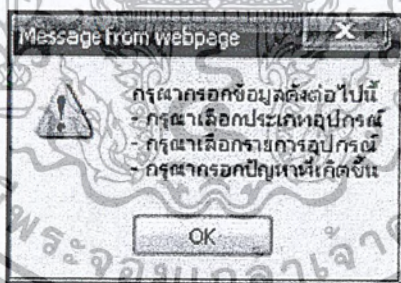 Message from webpage
กรุณากรอกข้อมูลดังต่อไปนี้
- กรุณาเลือกประเภทอุปกรณ์
- กรุณาเลือกรายการอุปกรณ์
- กรุณากรอกปัญหาที่เกิดขึ้น
OK